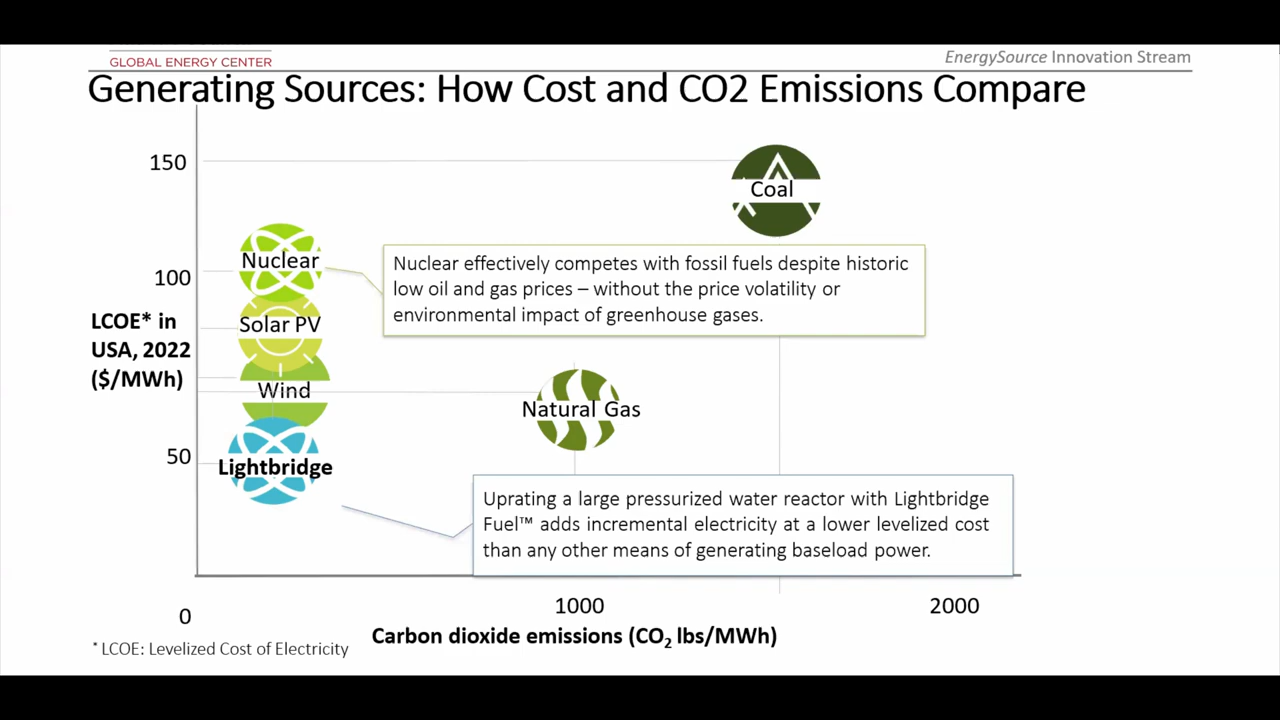 GLOBAL ENERGY CENTER
EnergySource Innovation Stream
Generating Sources: How Cost and CO2 Emissions Compare
150
Coal
Nuclear
Nuclear effectively competes with fossil fuels despite historic
low oil and gas prices – without the price volatility or
environmental impact of greenhouse gases.
100
Solar PV
LCOE* in
USA, 2022
($/MWh)
Wind
Natural Gas
50
Lightbridge
Uprating a large pressurized water reactor with Lightbridge
Fuel™ adds incremental electricity at a lower levelized cost
than any other means of generating baseload power.
0
1000
2000
Carbon dioxide emissions (CO₂ lbs/MWh)
* LCOE: Levelized Cost of Electricity